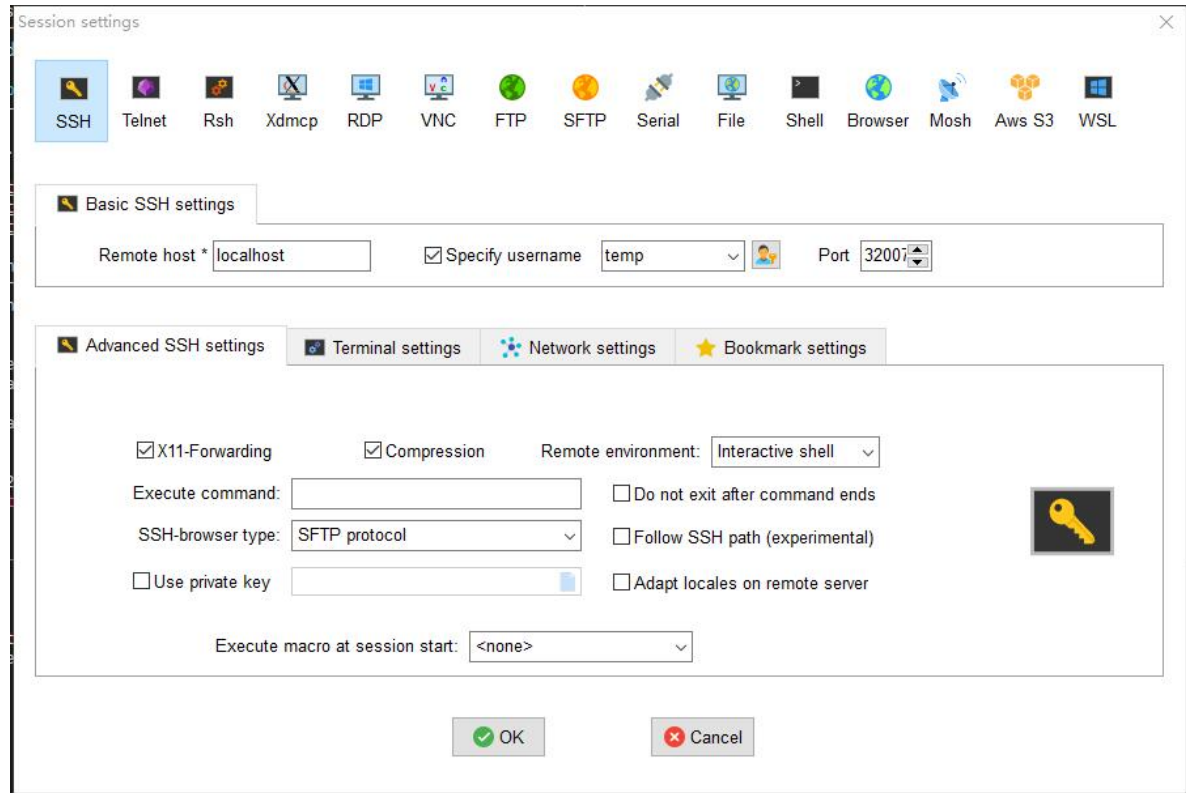 Session settings
SSH Telnet Rsh Xdmcp RDP VNC FTP SFTP Serial File Shell Browser Mosh Aws S3 WSL
Basic SSH settings
Remote host * localhost Specify username temp Port 32007
Advanced SSH settings Terminal settings Network settings Bookmark settings
X11-Forwarding Compression Remote environment: Interactive shell
Execute command: Do not exit after command ends
SSH-browser type: SFTP protocol Follow SSH path (experimental)
Use private key Adapt locales on remote server
Execute macro at session start: <none>
OK Cancel